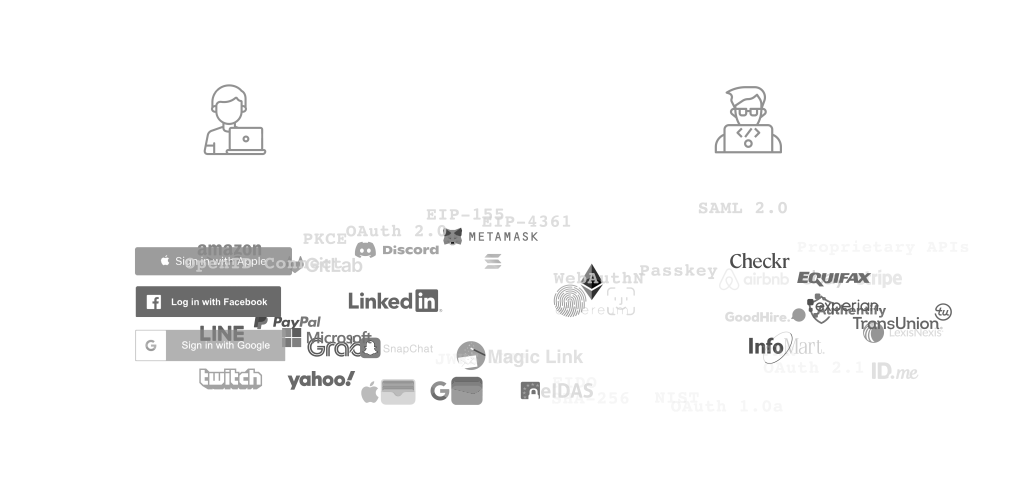 EIP-155
SAML 2.0
EIP-4361
OAuth 2.0
PKCE
METAMASK
Proprietary APIs
amazon
Discord
Sign in with Apple
OpenID Connect
GitLab
Checkr
WebAuthN
Passkey
airbnb
EQUIFAX
stripe
Log in with Facebook
LinkedIn
ethereum
experian
Authentify
GoodHire
tu
PayPal
TransUnion
LINE
Microsoft
LexisNexis
G Sign in with Google
SnapChat
InfoMart
Magic Link
OAuth 2.1
twitch
yahoo!
ID.me
G
eIDAS
SHA-256
NIST
OAuth 1.0a